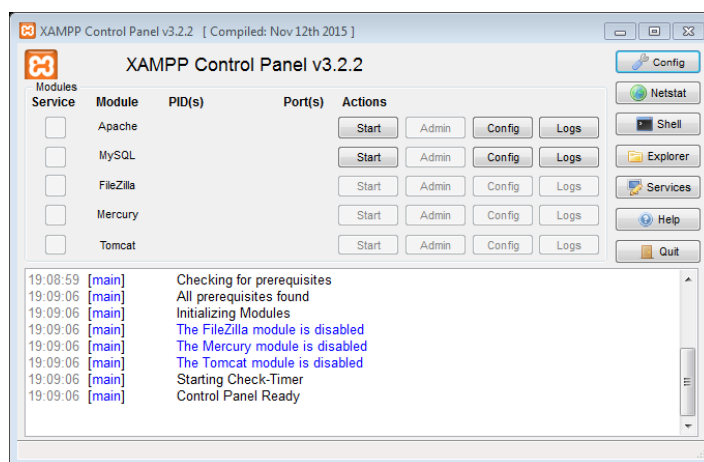 XAMPP Control Panel v3.2.2 [ Compiled: Nov 12th 2015 ]
XAMPP Control Panel v3.2.2
Config
Modules
Service Module PID(s) Port(s) Actions
Netstat
Apache Start Admin Config Logs
Shell
MySQL Start Admin Config Logs
Explorer
FileZilla Start Admin Config Logs
Services
Mercury Start Admin Config Logs
Help
Tomcat Start Admin Config Logs
Quit
19:08:59 [main] Checking for prerequisites
19:09:06 [main] All prerequisites found
19:09:06 [main] Initializing Modules
19:09:06 [main] The FileZilla module is disabled
19:09:06 [main] The Mercury module is disabled
19:09:06 [main] The Tomcat module is disabled
19:09:06 [main] Starting Check-Timer
19:09:06 [main] Control Panel Ready